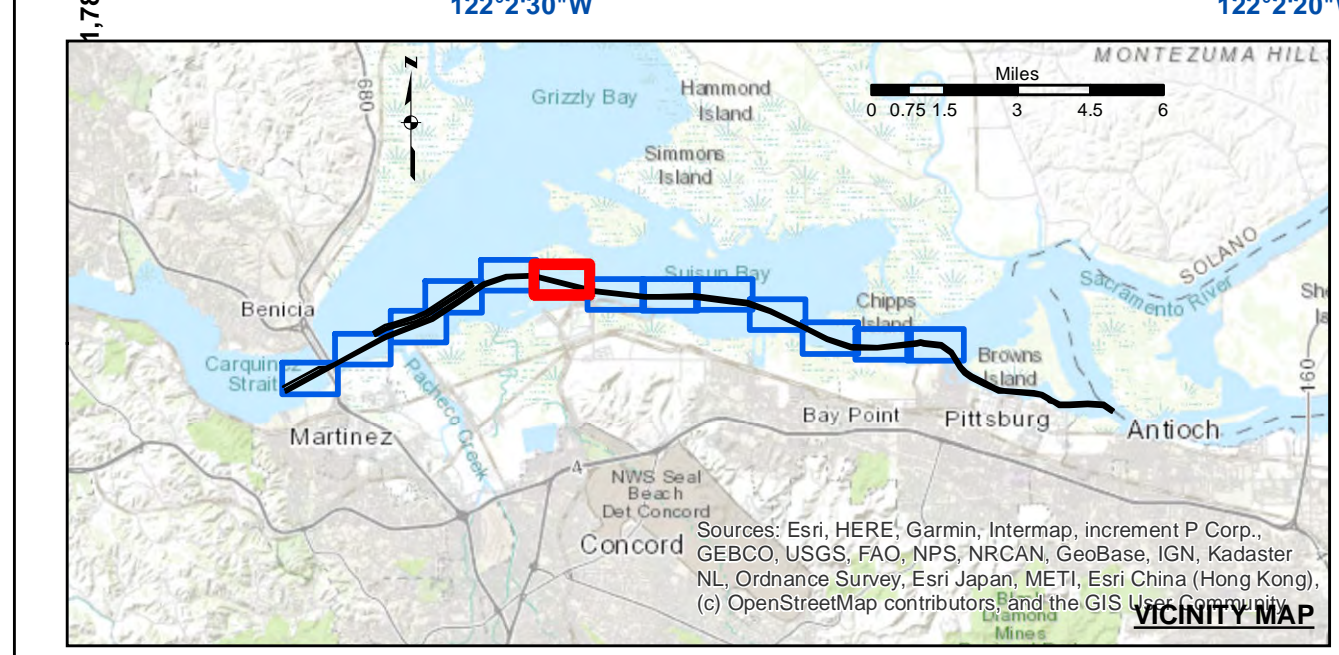 122°2'30"W
122°2'20"W
1,78
MONTEZUMA HILL
Miles
0 0.75 1.5 3 4.5 6
N
680
Grizzly Bay
Hammond
Island
Simmons
Island
SOLANO
Sacramento River
Suisun Bay
Benicia
Chipps
Island
Carquinez
Strait
Browns
Island
160
Pacheco Creek
Bay Point
Pittsburg
Martinez
Antioch
4
NWS Seal
Beach
Det Concord
Concord
Sources: Esri, HERE, Garmin, Intermap, increment P Corp.,
GEBCO, USGS, FAO, NPS, NRCAN, GeoBase, IGN, Kadaster
NL, Ordnance Survey, Esri Japan, METI, Esri China (Hong Kong),
(c) OpenStreetMap contributors, and the GIS User Community
VICINITY MAP
Diamond
Mines